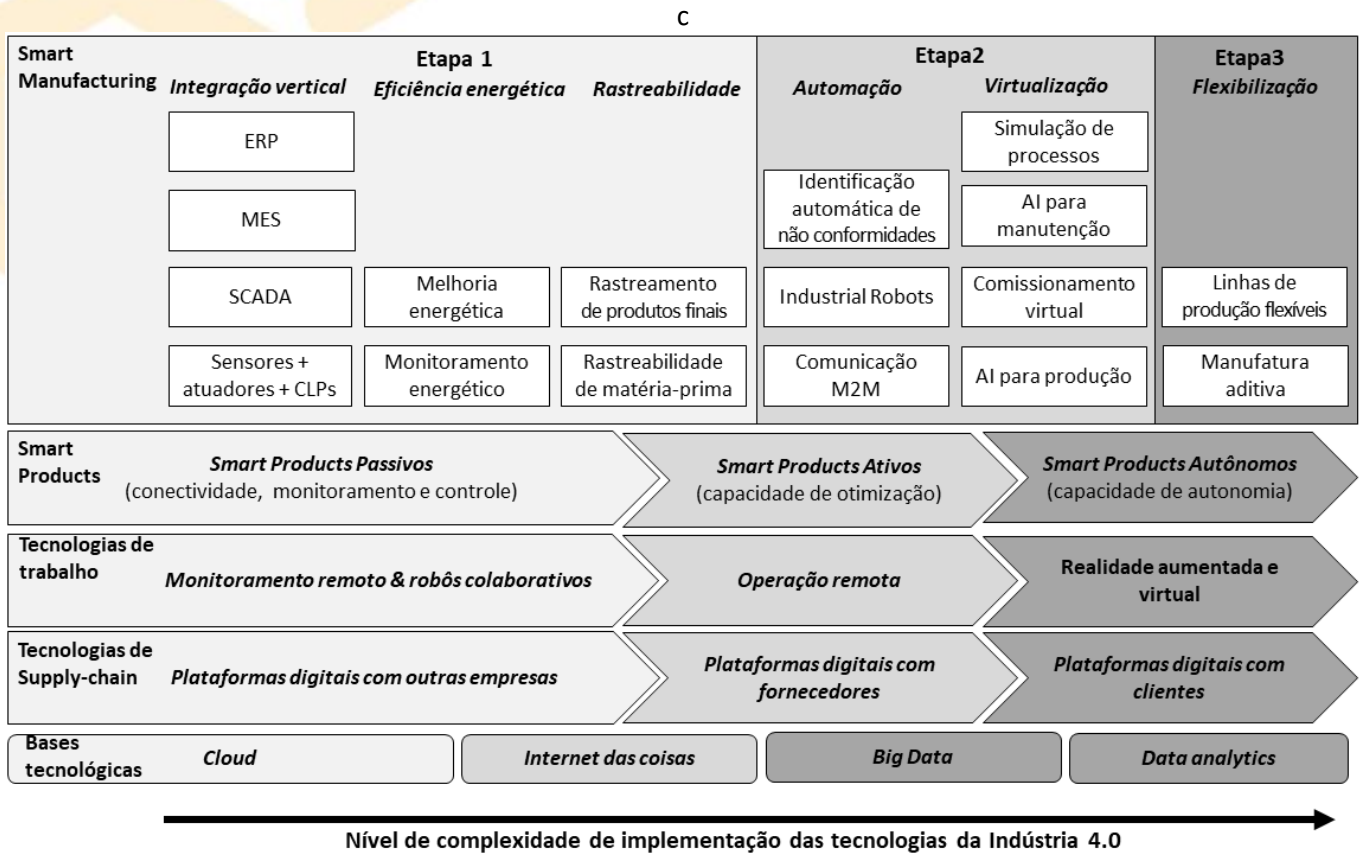 c
Smart
Manufacturing
Etapa 1
Integração vertical
Eficiência energética
Rastreabilidade
ERP
MES
SCADA
Sensores +
atuadores + CLPs
Melhoria
energética
Monitoramento
energético
Rastreamento
de produtos finais
Rastreabilidade
de matéria-prima
Etapa2
Automação
Virtualização
Identificação
automática de
não conformidades
Industrial Robots
Comunicação
M2M
Simulação de
processos
AI para
manutenção
Comissionamento
virtual
AI para produção
Etapa3
Flexibilização
Linhas de
produção flexíveis
Manufatura
aditiva
Smart
Products
Smart Products Passivos
(conectividade, monitoramento e controle)
Smart Products Ativos
(capacidade de otimização)
Smart Products Autônomos
(capacidade de autonomia)
Tecnologias de
trabalho
Monitoramento remoto & robôs colaborativos
Operação remota
Realidade aumentada e
virtual
Tecnologias de
Supply-chain
Plataformas digitais com outras empresas
Plataformas digitais com
fornecedores
Plataformas digitais com
clientes
Bases
tecnológicas
Cloud
Internet das coisas
Big Data
Data analytics
Nível de complexidade de implementação das tecnologias da Indústria 4.0